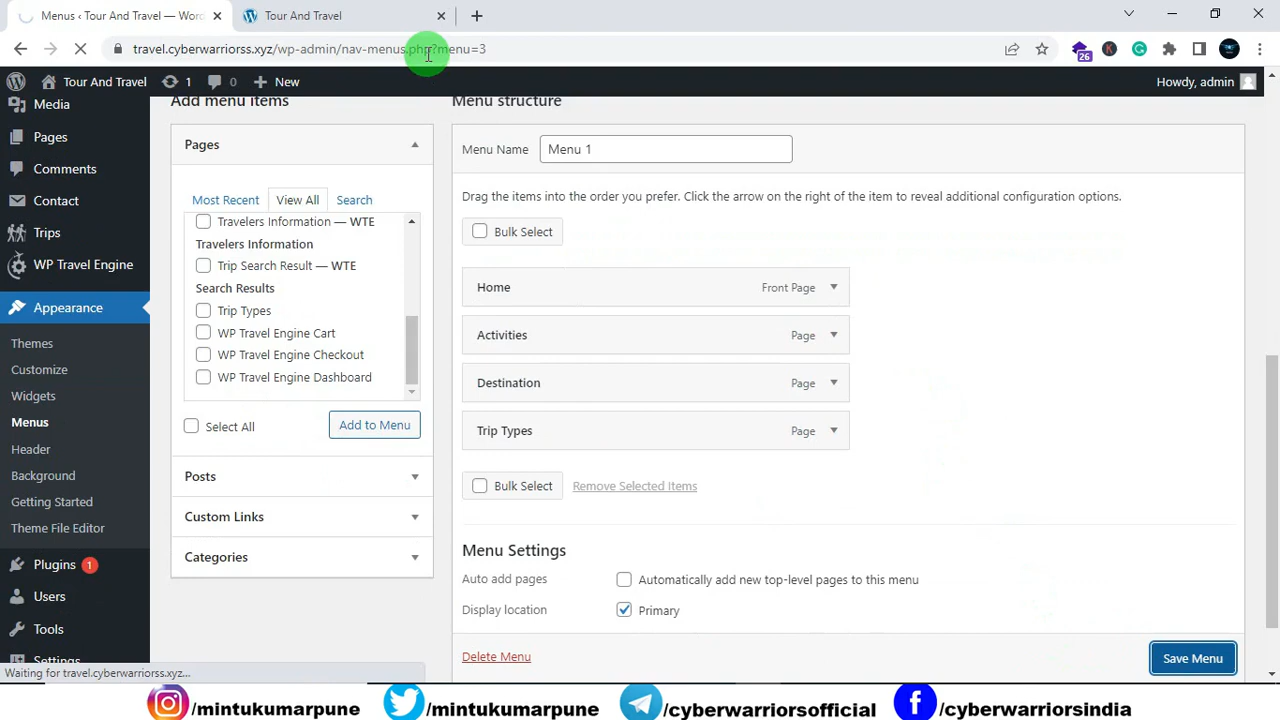 Menus ‹ Tour And Travel — Word
Tour And Travel
travel.cyberwarriorss.xyz/wp-admin/nav-menus.php?menu=3
26
Tour And Travel
1
0
New
Howdy, admin
Media
Pages
Comments
Contact
Trips
WP Travel Engine
Appearance
Themes
Customize
Widgets
Menus
Header
Background
Getting Started
Theme File Editor
Plugins 1
Users
Tools
Settings
Waiting for travel.cyberwarriorss.xyz...
Add menu items
Pages
Most Recent
View All
Search
Travelers Information — WTE
Travelers Information
Trip Search Result — WTE
Search Results
Trip Types
WP Travel Engine Cart
WP Travel Engine Checkout
WP Travel Engine Dashboard
Select All
Add to Menu
Posts
Custom Links
Categories
Menu structure
Menu Name
Menu 1
Drag the items into the order you prefer. Click the arrow on the right of the item to reveal additional configuration options.
Bulk Select
Home Front Page
Activities Page
Destination Page
Trip Types Page
Bulk Select
Remove Selected Items
Menu Settings
Auto add pages
Automatically add new top-level pages to this menu
Display location
Primary
Delete Menu
Save Menu
/mintukumarpune
/mintukumarpune
/cyberwarriorsofficial
/cyberwarriorsindia